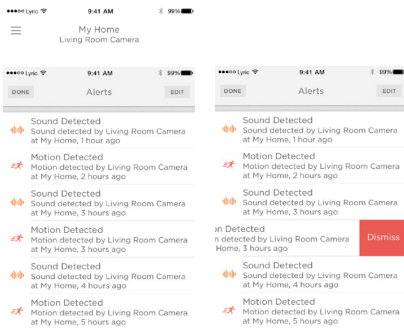 Lyric 9:41 AM 99%
My Home
Living Room Camera
Lyric 9:41 AM 99%
DONE Alerts EDIT
Sound Detected
Sound detected by Living Room Camera
at My Home, 1 hour ago
Motion Detected
Motion detected by Living Room Camera
at My Home, 2 hours ago
Sound Detected
Sound detected by Living Room Camera
at My Home, 3 hours ago
Motion Detected
Motion detected by Living Room Camera
at My Home, 3 hours ago
Sound Detected
Sound detected by Living Room Camera
at My Home, 4 hours ago
Motion Detected
Motion detected by Living Room Camera
at My Home, 5 hours ago
Lyric 9:41 AM 99%
DONE Alerts EDIT
Sound Detected
Sound detected by Living Room Camera
at My Home, 1 hour ago
Motion Detected
Motion detected by Living Room Camera
at My Home, 2 hours ago
Sound Detected
Sound detected by Living Room Camera
at My Home, 3 hours ago
n Detected
n detected by Living Room Camera
Home, 3 hours ago
Dismiss
Sound Detected
Sound detected by Living Room Camera
at My Home, 4 hours ago
Motion Detected
Motion detected by Living Room Camera
at My Home, 5 hours ago